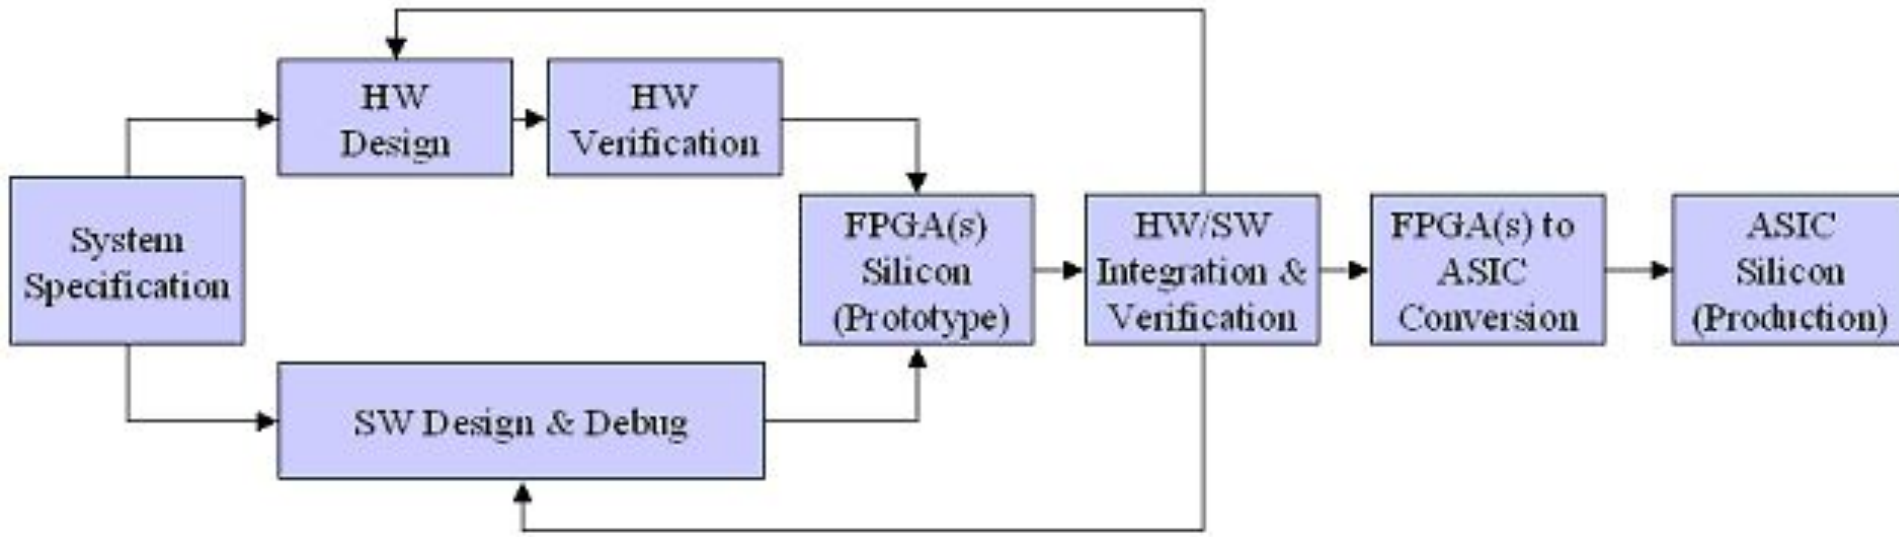 HW
Design
HW
Verification
System
Specification
FPGA(s)
Silicon
(Prototype)
HW/SW
Integration &
Verification
FPGA(s) to
ASIC
Conversion
ASIC
Silicon
(Production)
SW Design & Debug